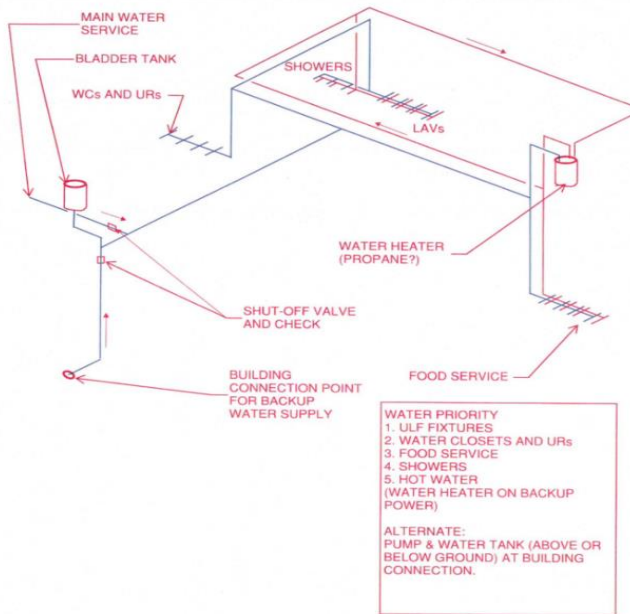 MAIN WATER
SERVICE
BLADDER TANK
WCs AND URs
SHOWERS
LAVs
WATER HEATER
(PROPANE?)
SHUT-OFF VALVE
AND CHECK
BUILDING
CONNECTION POINT
FOR BACKUP
WATER SUPPLY
FOOD SERVICE
WATER PRIORITY
1. ULF FIXTURES
2. WATER CLOSETS AND URs
3. FOOD SERVICE
4. SHOWERS
5. HOT WATER
(WATER HEATER ON BACKUP
POWER)
ALTERNATE:
PUMP & WATER TANK (ABOVE OR
BELOW GROUND) AT BUILDING
CONNECTION.